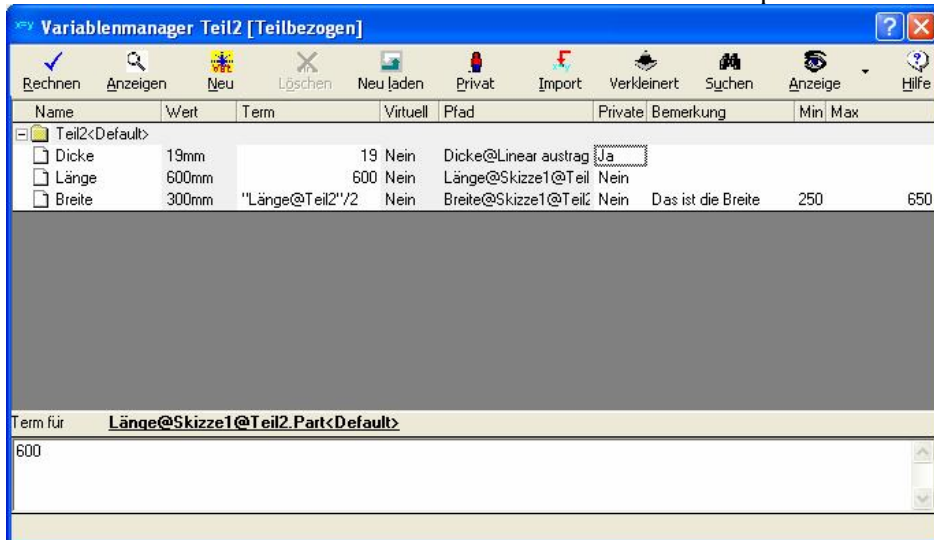 x=y Variablenmanager Teil2 [Teilbezogen]
Rechnen Anzeigen Neu Löschen Neu laden Privat Import Verkleinert Suchen Anzeige Hilfe
Name Wert Term Virtuell Pfad Private Bemerkung Min Max
Teil2<Default>
Dicke 19mm 19 Nein Dicke@Linear austrag Ja
Länge 600mm 600 Nein Länge@Skizze1@Teil Nein
Breite 300mm "Länge@Teil2"/2 Nein Breite@Skizze1@Teil2 Nein Das ist die Breite 250 650
Term für Länge@Skizze1@Teil2.Part<Default>
600